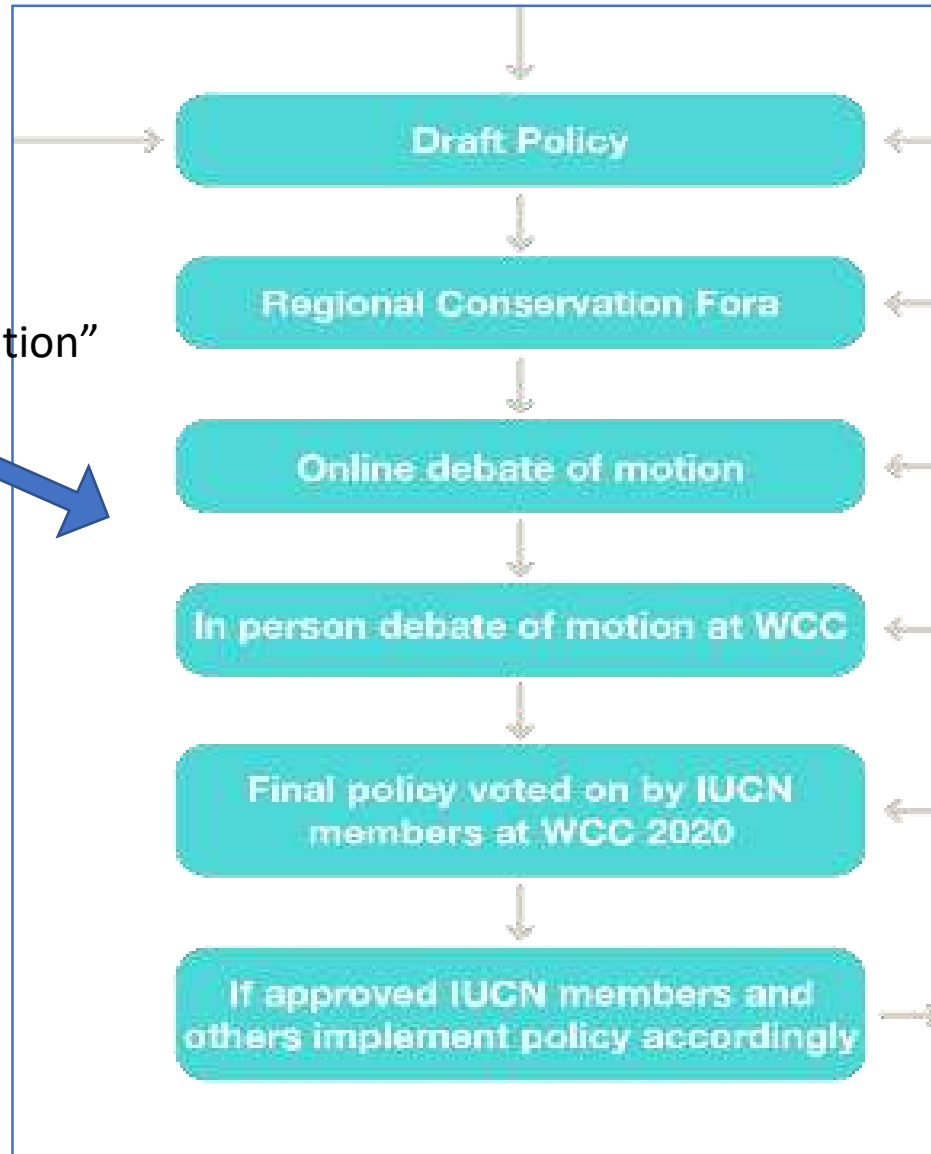 Draft Policy
Regional Conservation Fora
tion”
Online debate of motion
In person debate of motion at WCC
Final policy voted on by IUCN
members at WCC 2020
If approved IUCN members and
others implement policy accordingly